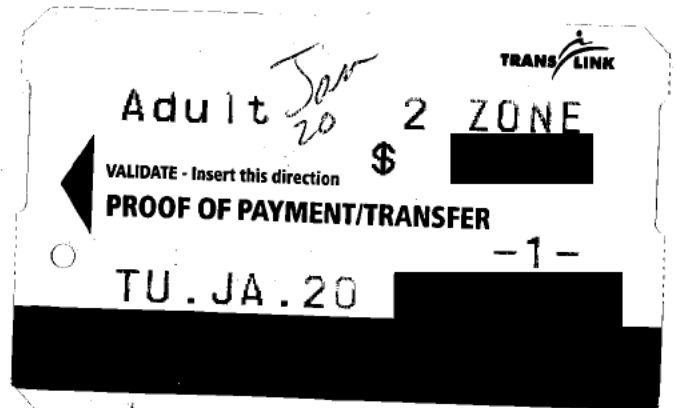 TRANSLINK
Adult Jan 20 2 ZONE
$
VALIDATE - Insert this direction
PROOF OF PAYMENT/TRANSFER
-1-
TU.JA.20